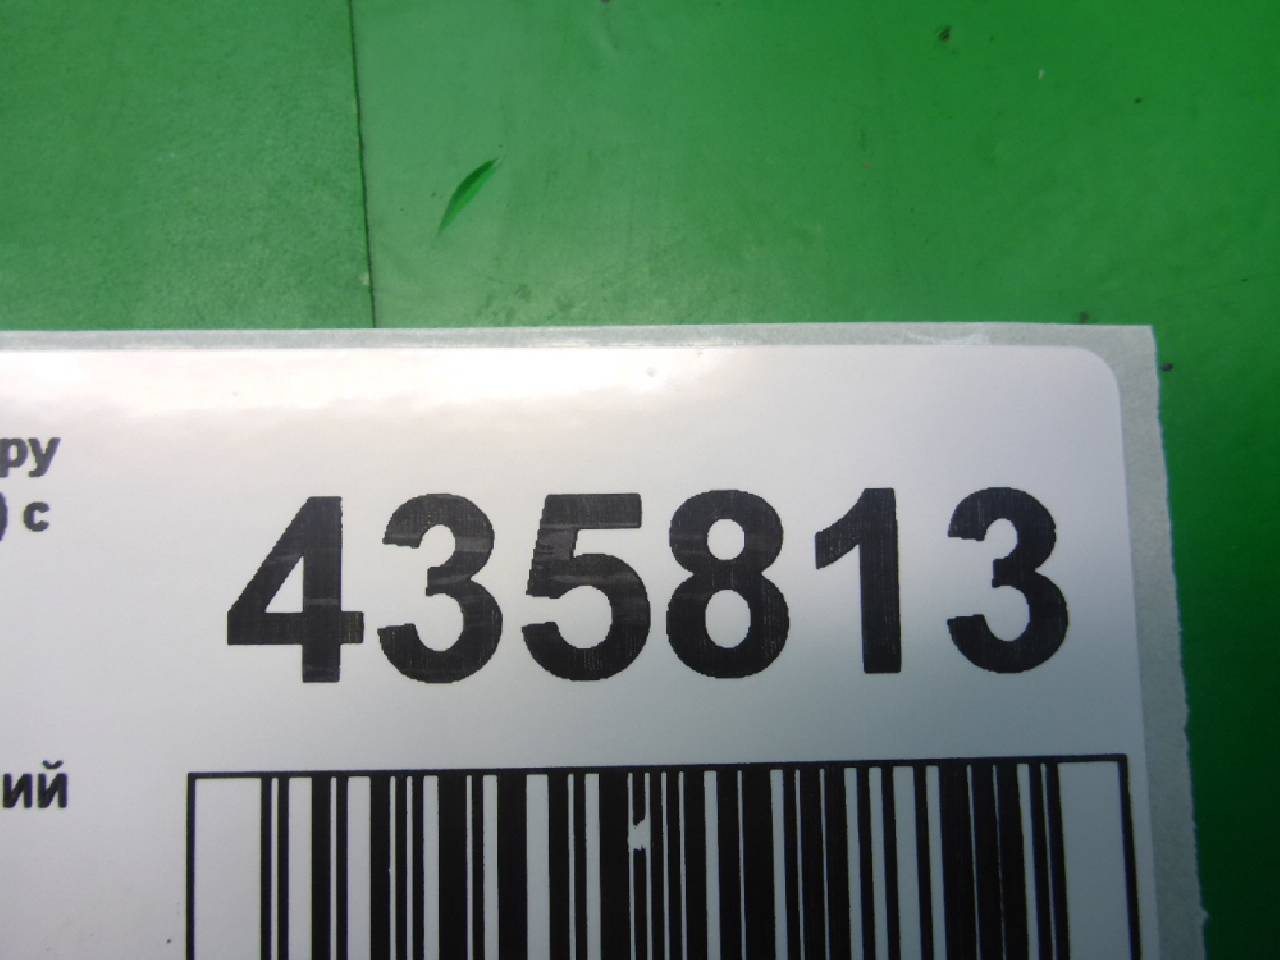 ру
) с
435813
ий